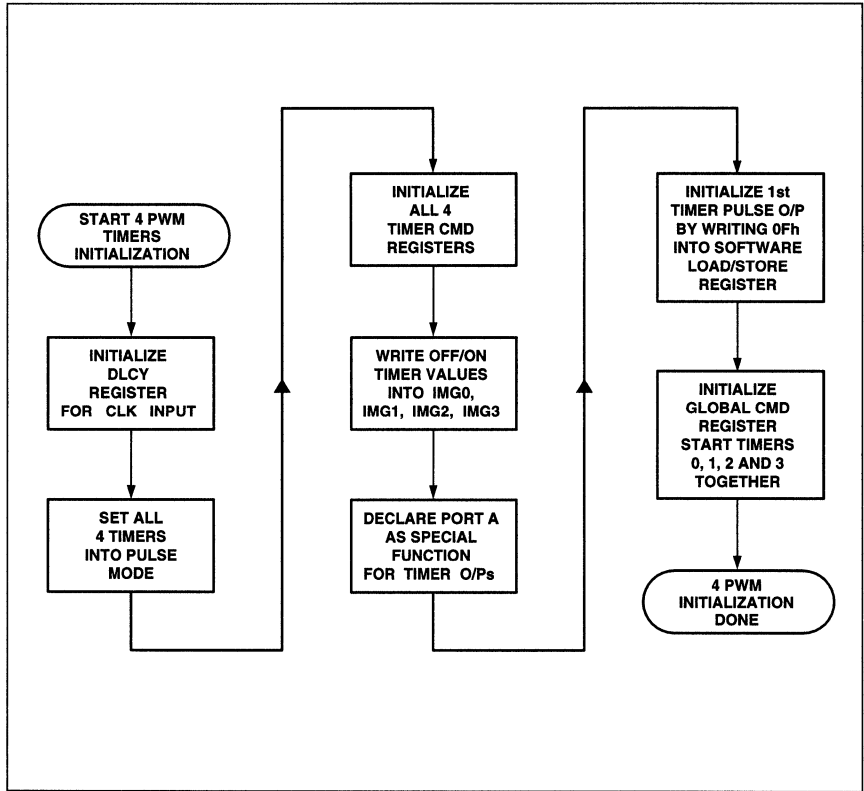 START 4 PWM
TIMERS
INITIALIZATION
INITIALIZE
DLCY
REGISTER
FOR CLK INPUT
SET ALL
4 TIMERS
INTO PULSE
MODE
INITIALIZE
ALL 4
TIMER CMD
REGISTERS
WRITE OFF/ON
TIMER VALUES
INTO IMG0,
IMG1, IMG2, IMG3
DECLARE PORT A
AS SPECIAL
FUNCTION
FOR TIMER O/Ps
INITIALIZE 1st
TIMER PULSE O/P
BY WRITING 0Fh
INTO SOFTWARE
LOAD/STORE
REGISTER
INITIALIZE
GLOBAL CMD
REGISTER
START TIMERS
0, 1, 2 AND 3
TOGETHER
4 PWM
INITIALIZATION
DONE